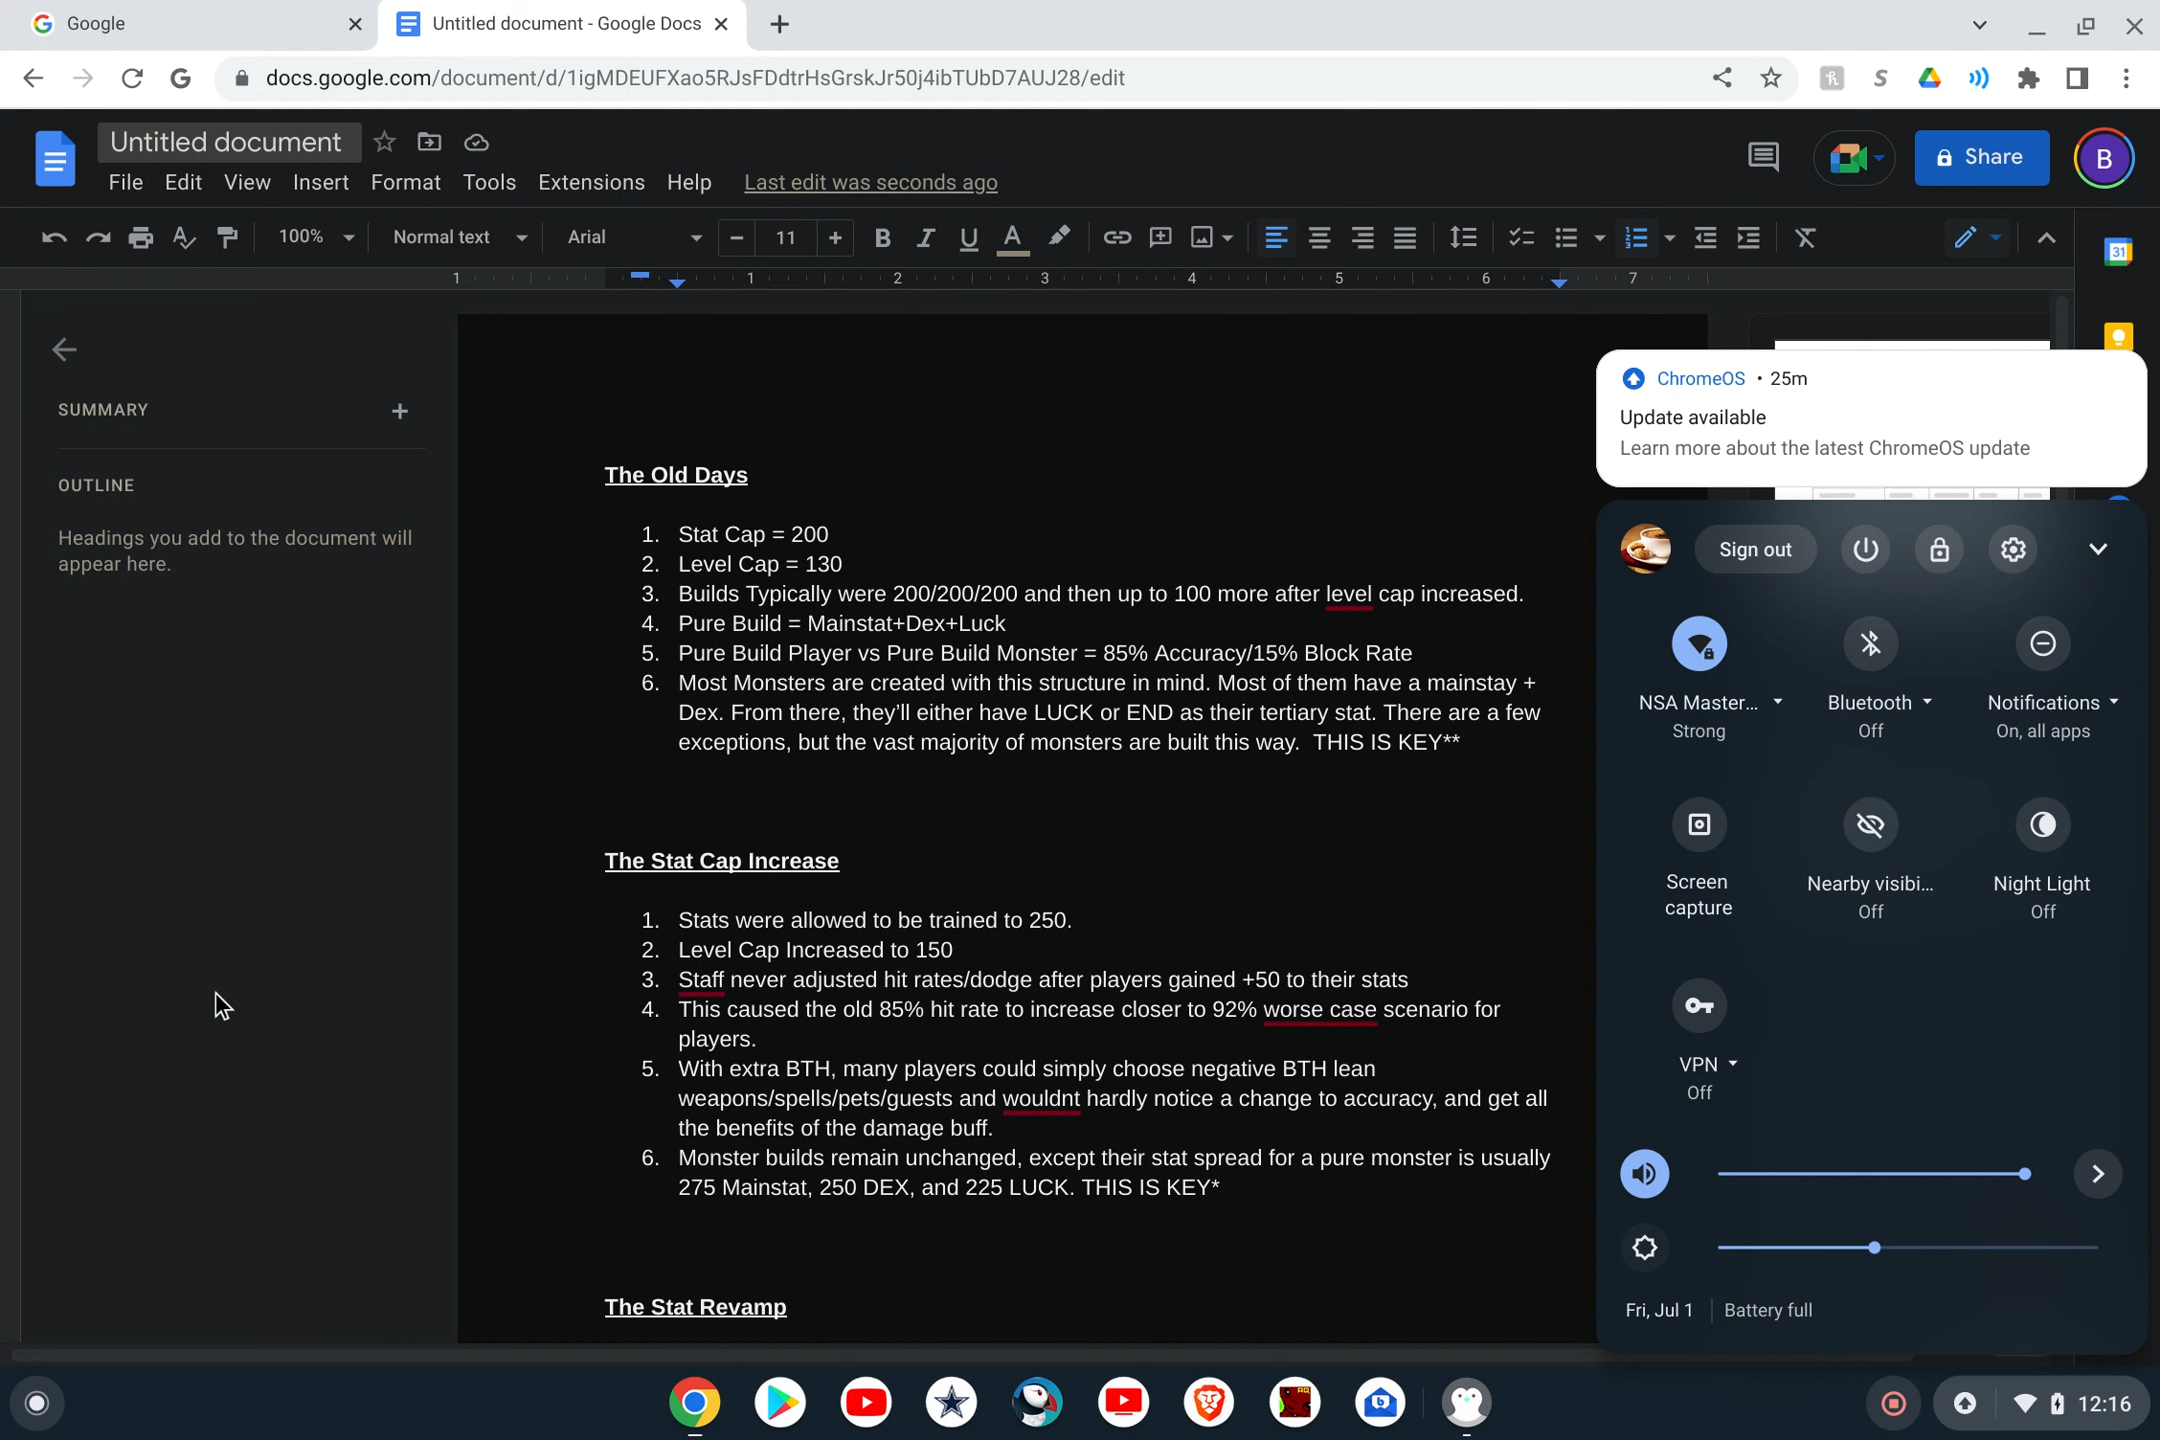 Google
Untitled document - Google Docs
docs.google.com/document/d/1igMDEUFXao5RJsFDdtrHsGrskJr50j4ibTUbD7AUJ28/edit
Untitled document
File Edit View Insert Format Tools Extensions Help Last edit was seconds ago
Share
B
100% Normal text Arial 11
1 1 2 3 4 5 6 7
31
SUMMARY
OUTLINE
Headings you add to the document will
appear here.
The Old Days
1. Stat Cap = 200
2. Level Cap = 130
3. Builds Typically were 200/200/200 and then up to 100 more after level cap increased.
4. Pure Build = Mainstat+Dex+Luck
5. Pure Build Player vs Pure Build Monster = 85% Accuracy/15% Block Rate
6. Most Monsters are created with this structure in mind. Most of them have a mainstay +
Dex. From there, they’ll either have LUCK or END as their tertiary stat. There are a few
exceptions, but the vast majority of monsters are built this way.  THIS IS KEY**
The Stat Cap Increase
1. Stats were allowed to be trained to 250.
2. Level Cap Increased to 150
3. Staff never adjusted hit rates/dodge after players gained +50 to their stats
4. This caused the old 85% hit rate to increase closer to 92% worse case scenario for
players.
5. With extra BTH, many players could simply choose negative BTH lean
weapons/spells/pets/guests and wouldnt hardly notice a change to accuracy, and get all
the benefits of the damage buff.
6. Monster builds remain unchanged, except their stat spread for a pure monster is usually
275 Mainstat, 250 DEX, and 225 LUCK. THIS IS KEY*
The Stat Revamp
ChromeOS • 25m
Update available
Learn more about the latest ChromeOS update
Sign out
NSA Master...
Strong
Bluetooth
Off
Notifications
On, all apps
Screen
capture
Nearby visibi...
Off
Night Light
Off
VPN
Off
Fri, Jul 1 Battery full
AQ
12:16